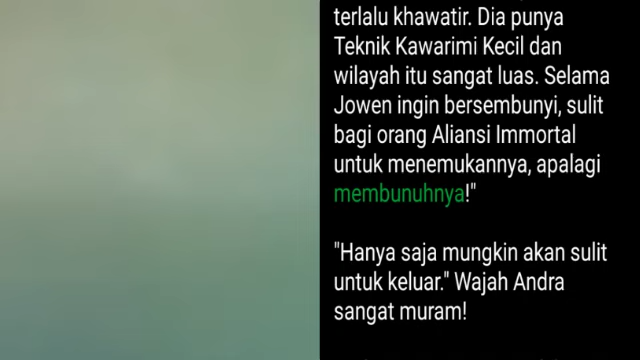 terlalu khawatir. Dia punya
Teknik Kawarimi Kecil dan
wilayah itu sangat luas. Selama
Jowen ingin bersembunyi, sulit
bagi orang Aliansi Immortal
untuk menemukannya, apalagi
membunuhnya!"
"Hanya saja mungkin akan sulit
untuk keluar." Wajah Andra
sangat muram!